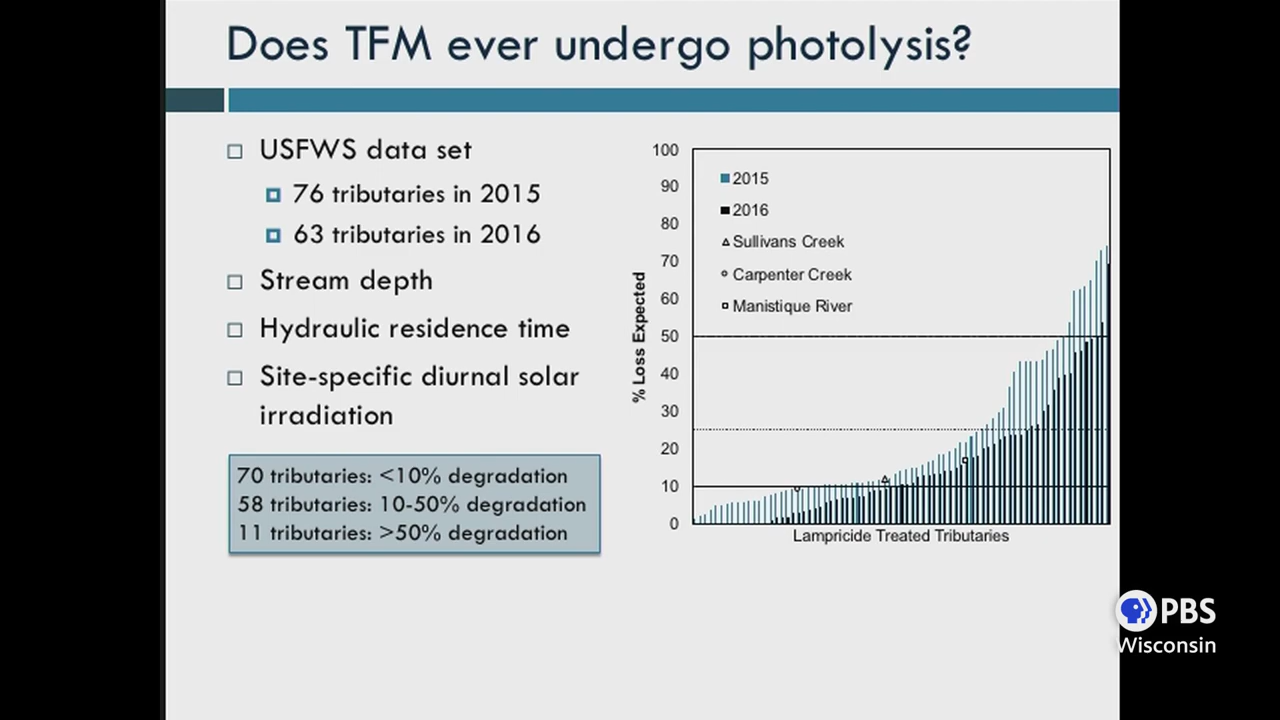 Does TFM ever undergo photolysis?
USFWS data set
76 tributaries in 2015
63 tributaries in 2016
Stream depth
Hydraulic residence time
Site-specific diurnal solar
irradiation
70 tributaries: <10% degradation
58 tributaries: 10-50% degradation
11 tributaries: >50% degradation
% Loss Expected
100
90
80
70
60
50
40
30
20
10
0
2015
2016
Sullivans Creek
Carpenter Creek
Manistique River
Lampricide Treated Tributaries
PBS
Wisconsin